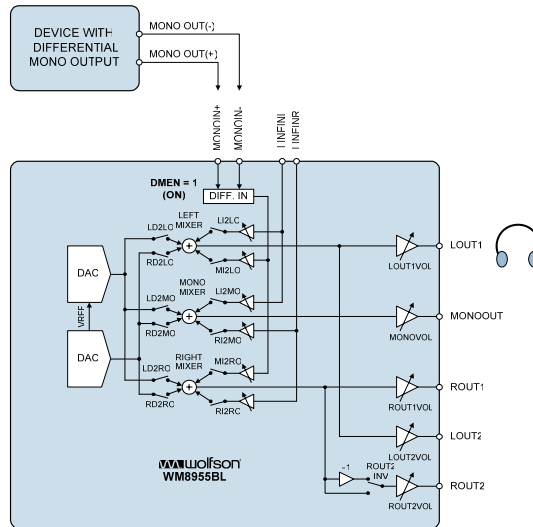 DEVICE WITH
DIFFERENTIAL
MONO OUTPUT
MONO OUT(-)
MONO OUT(+)
MONOIN+
MONOIN-
DMEN = 1
(ON)
DIFF. IN
LEFT
MIXER
LD2LO
RD2LO
LI2LO
MI2LO
LOUT1VOL
LOUT1
DAC
VREF
DAC
MONO
MIXER
LD2MO
RD2MO
LI2MO
RI2MO
MONOVOL
MONOOUT
RIGHT
MIXER
LD2RO
RD2RO
MI2RO
RI2RO
ROUT1VOL
ROUT1
LOUT2VOL
LOUT2
-1
ROUT2
INV
ROUT2VOL
ROUT2
wolfson
WM8955BL